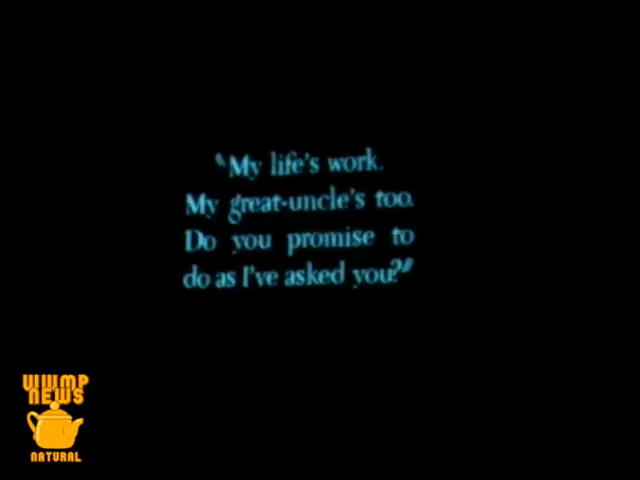 "My life's work.
My great-uncle's too.
Do you promise to
do as I've asked you?"
WWMP
NEWS
NATURAL